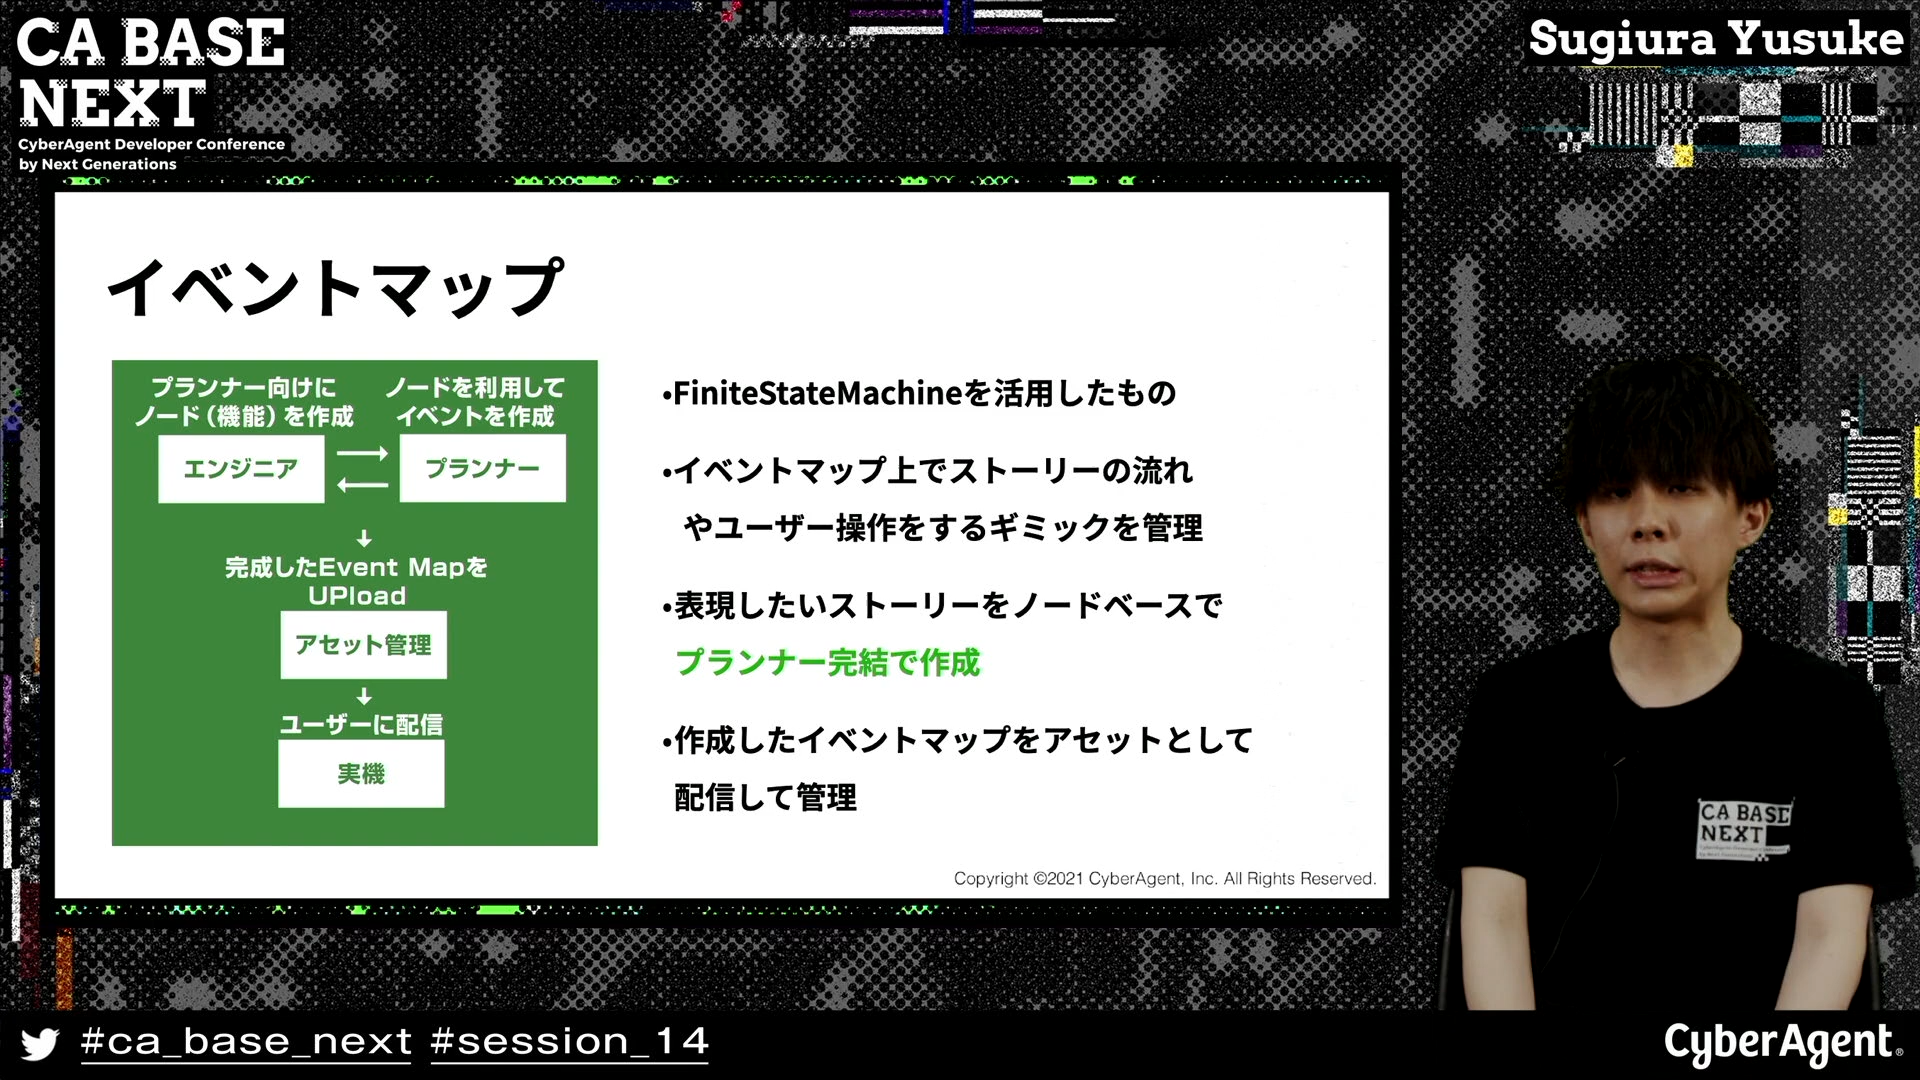 CA BASE
NEXT
CyberAgent Developer Conference
by Next Generations
Sugiura Yusuke
イベントマップ
プランナー向けに
ノード（機能）を作成
ノードを利用して
イベントを作成
エンジニア
プランナー
完成したEvent Mapを
UPload
アセット管理
ユーザーに配信
実機
•FiniteStateMachineを活用したもの
•イベントマップ上でストーリーの流れ
やユーザー操作をするギミックを管理
•表現したいストーリーをノードベースで
プランナー完結で作成
•作成したイベントマップをアセットとして
配信して管理
Copyright ©2021 CyberAgent, Inc. All Rights Reserved.
CA BASE
NEXT
#ca_base_next #session_14
CyberAgent®